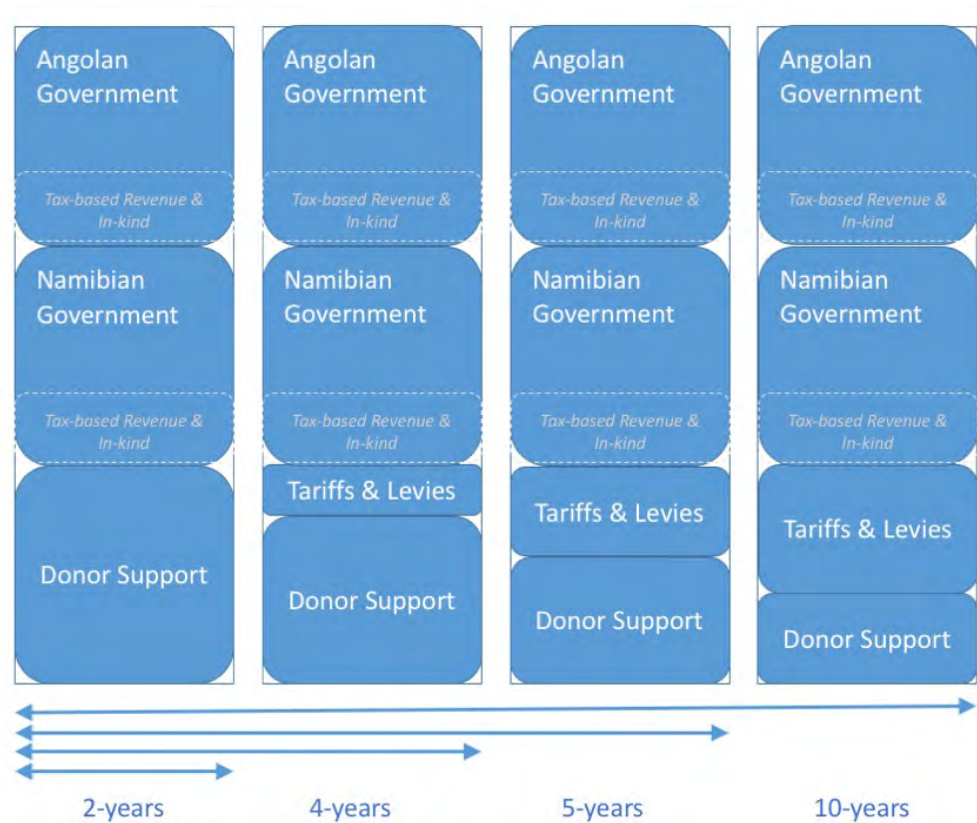 Angolan
Government
Tax-based Revenue &
In-kind
Namibian
Government
Tax-based Revenue &
In-kind
Donor Support
2-years
Angolan
Government
Tax-based Revenue &
In-kind
Namibian
Government
Tax-based Revenue &
In-kind
Tariffs & Levies
Donor Support
4-years
Angolan
Government
Tax-based Revenue &
In-kind
Namibian
Government
Tax-based Revenue &
In-kind
Tariffs & Levies
Donor Support
5-years
Angolan
Government
Tax-based Revenue &
In-kind
Namibian
Government
Tax-based Revenue &
In-kind
Tariffs & Levies
Donor Support
10-years